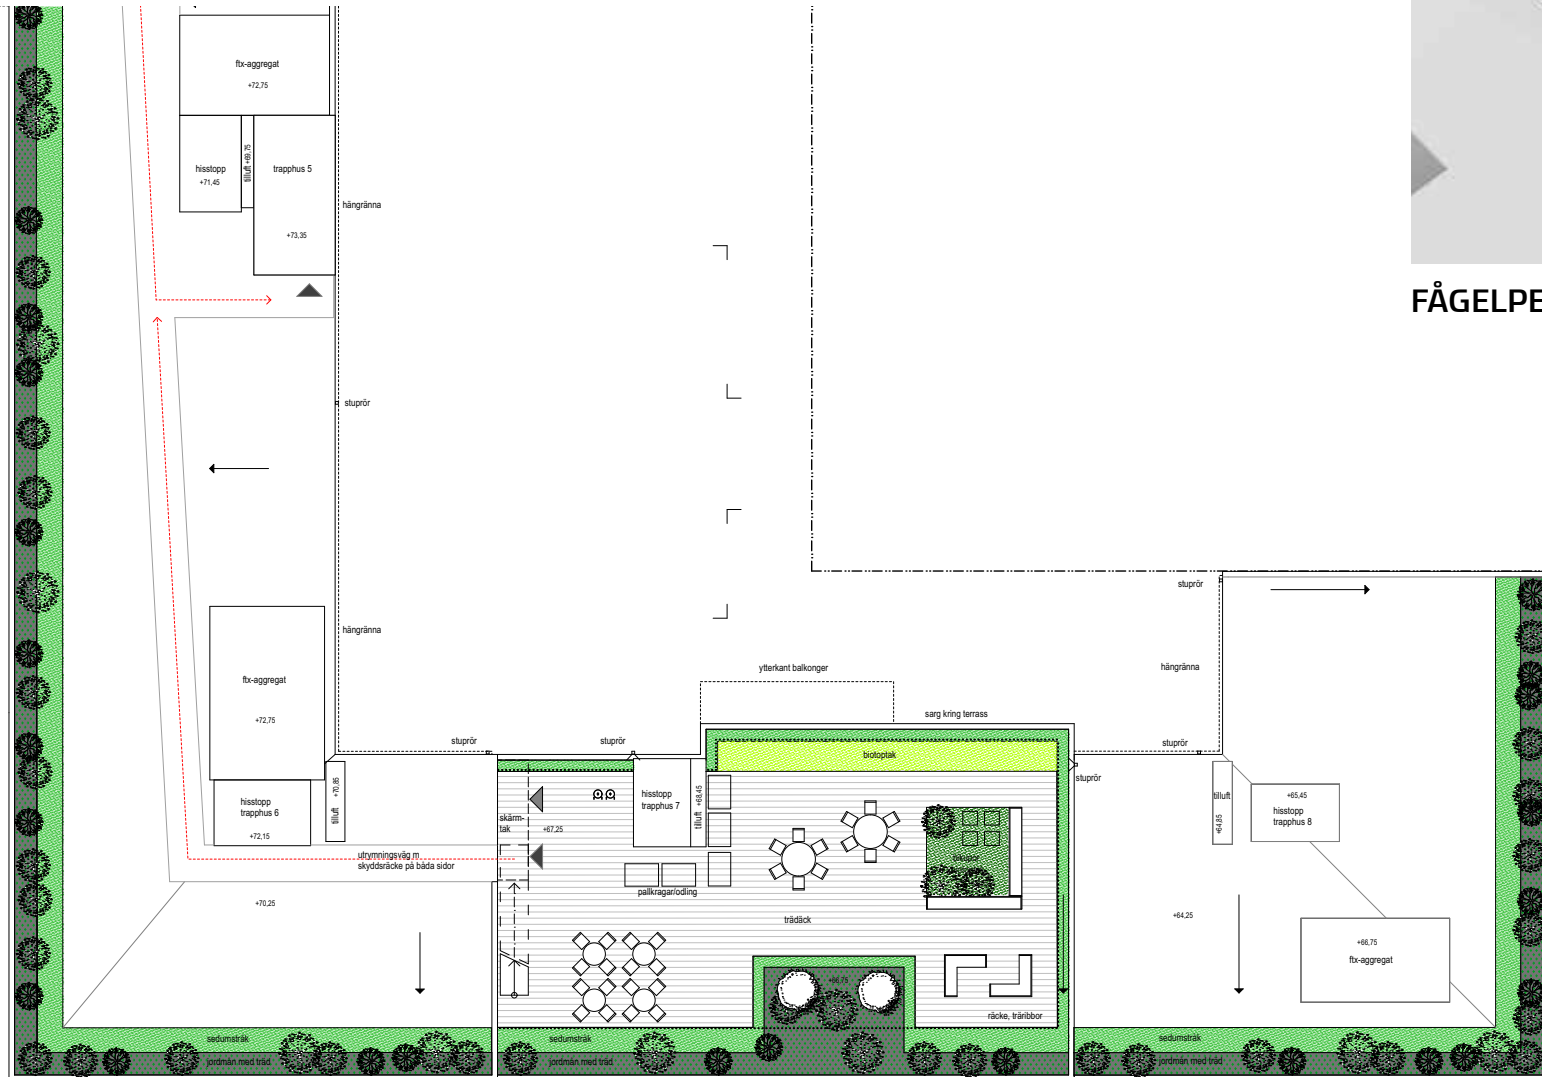 ftx-aggregat
+72,75
hisstopp
+71,45
tilluft +69,75
trapphus 5
+73,35
hängränna
FÅGELPE
stuprör
hängränna
stuprör
hängränna
ytterkant balkonger
sarg kring terrass
ftx-aggregat
+72,75
stuprör
stuprör
stuprör
stuprör
biotoptak
hisstopp
trapphus 6
+72,15
tilluft
+70,85
skärm-
tak
+67,25
hisstopp
trapphus 7
tilluft +68,45
tilluft
+64,85
+65,45
hisstopp
trapphus 8
utrymningsväg m
skyddsräcke på båda sidor
bikupor
pallkragar/odling
+70,25
trädäck
+64,25
+66,75
ftx-aggregat
+66,75
räcke, träribbor
sedumstråk
sedumstråk
sedumstråk
jordmån med träd
jordmån med träd
jordmån med träd